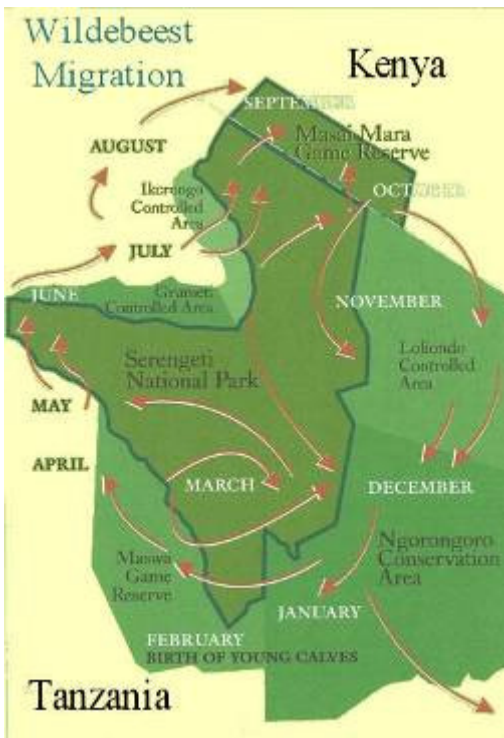 Wildebeest
Migration
Kenya
SEPTEMBER
Masai-Mara
Game Reserve
AUGUST
Ikorongo
Controlled
Area
OCTOBER
JULY
JUNE
Controlled Area
NOVEMBER
Loliondo
Controlled
Area
Serengeti
National Park
MAY
APRIL
MARCH
DECEMBER
Ngorongoro
Conservation
Area
Maswa
Game
Reserve
JANUARY
FEBRUARY
BIRTH OF YOUNG CALVES
Tanzania